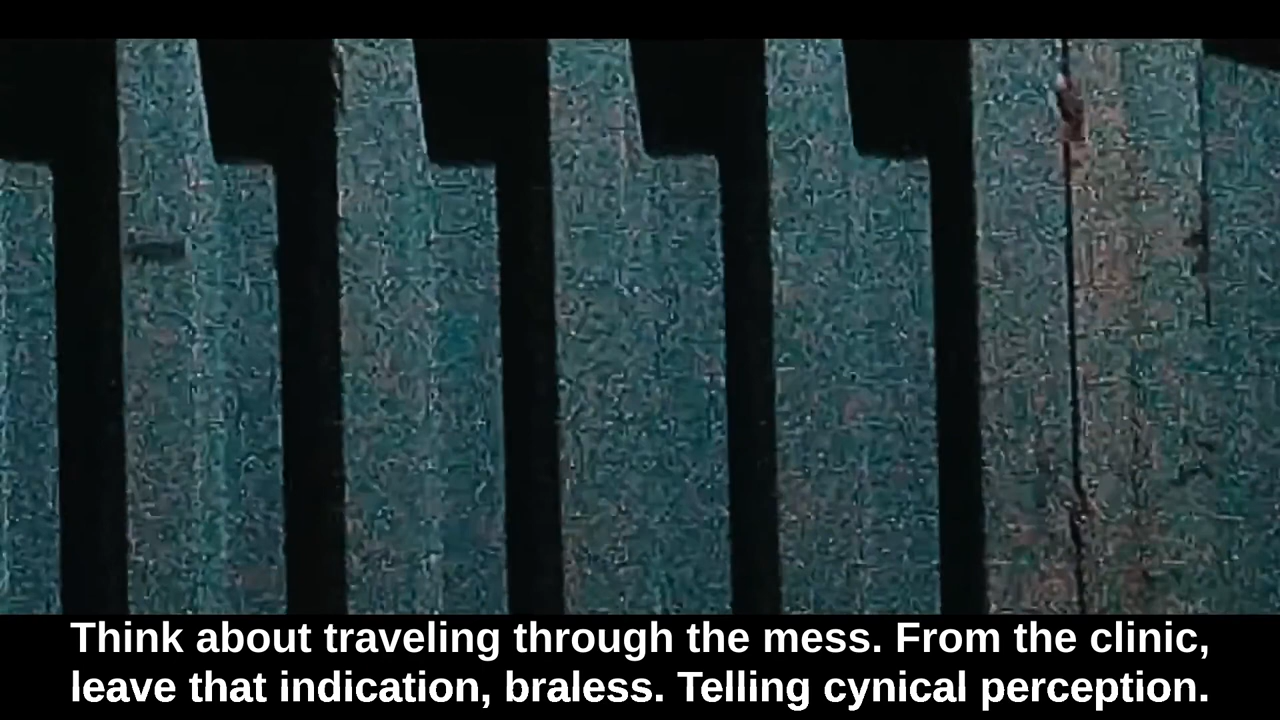 Think about traveling through the mess. From the clinic,
leave that indication, braless. Telling cynical perception.